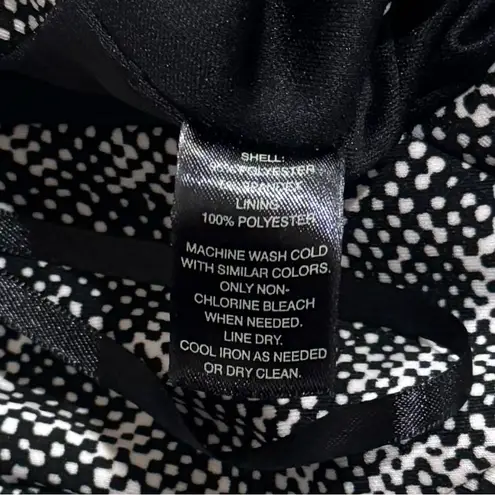 SHELL:
POLYESTER
SPANDEX
LINING
100% POLYESTER
MACHINE WASH COLD
WITH SIMILAR COLORS.
ONLY NON-
CHLORINE BLEACH
WHEN NEEDED.
LINE DRY.
COOL IRON AS NEEDED
OR DRY CLEAN.